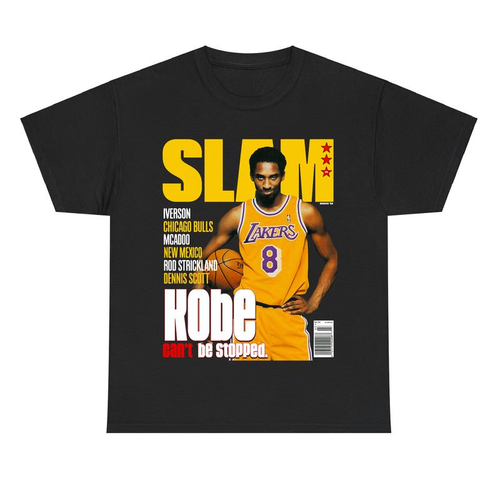 SLAM
IVERSON
CHICAGO BULLS
MCADOO
NEW MEXICO
ROD STRICKLAND
DENNIS SCOTT
LAKERS
8
KOBE
can't be stopped.